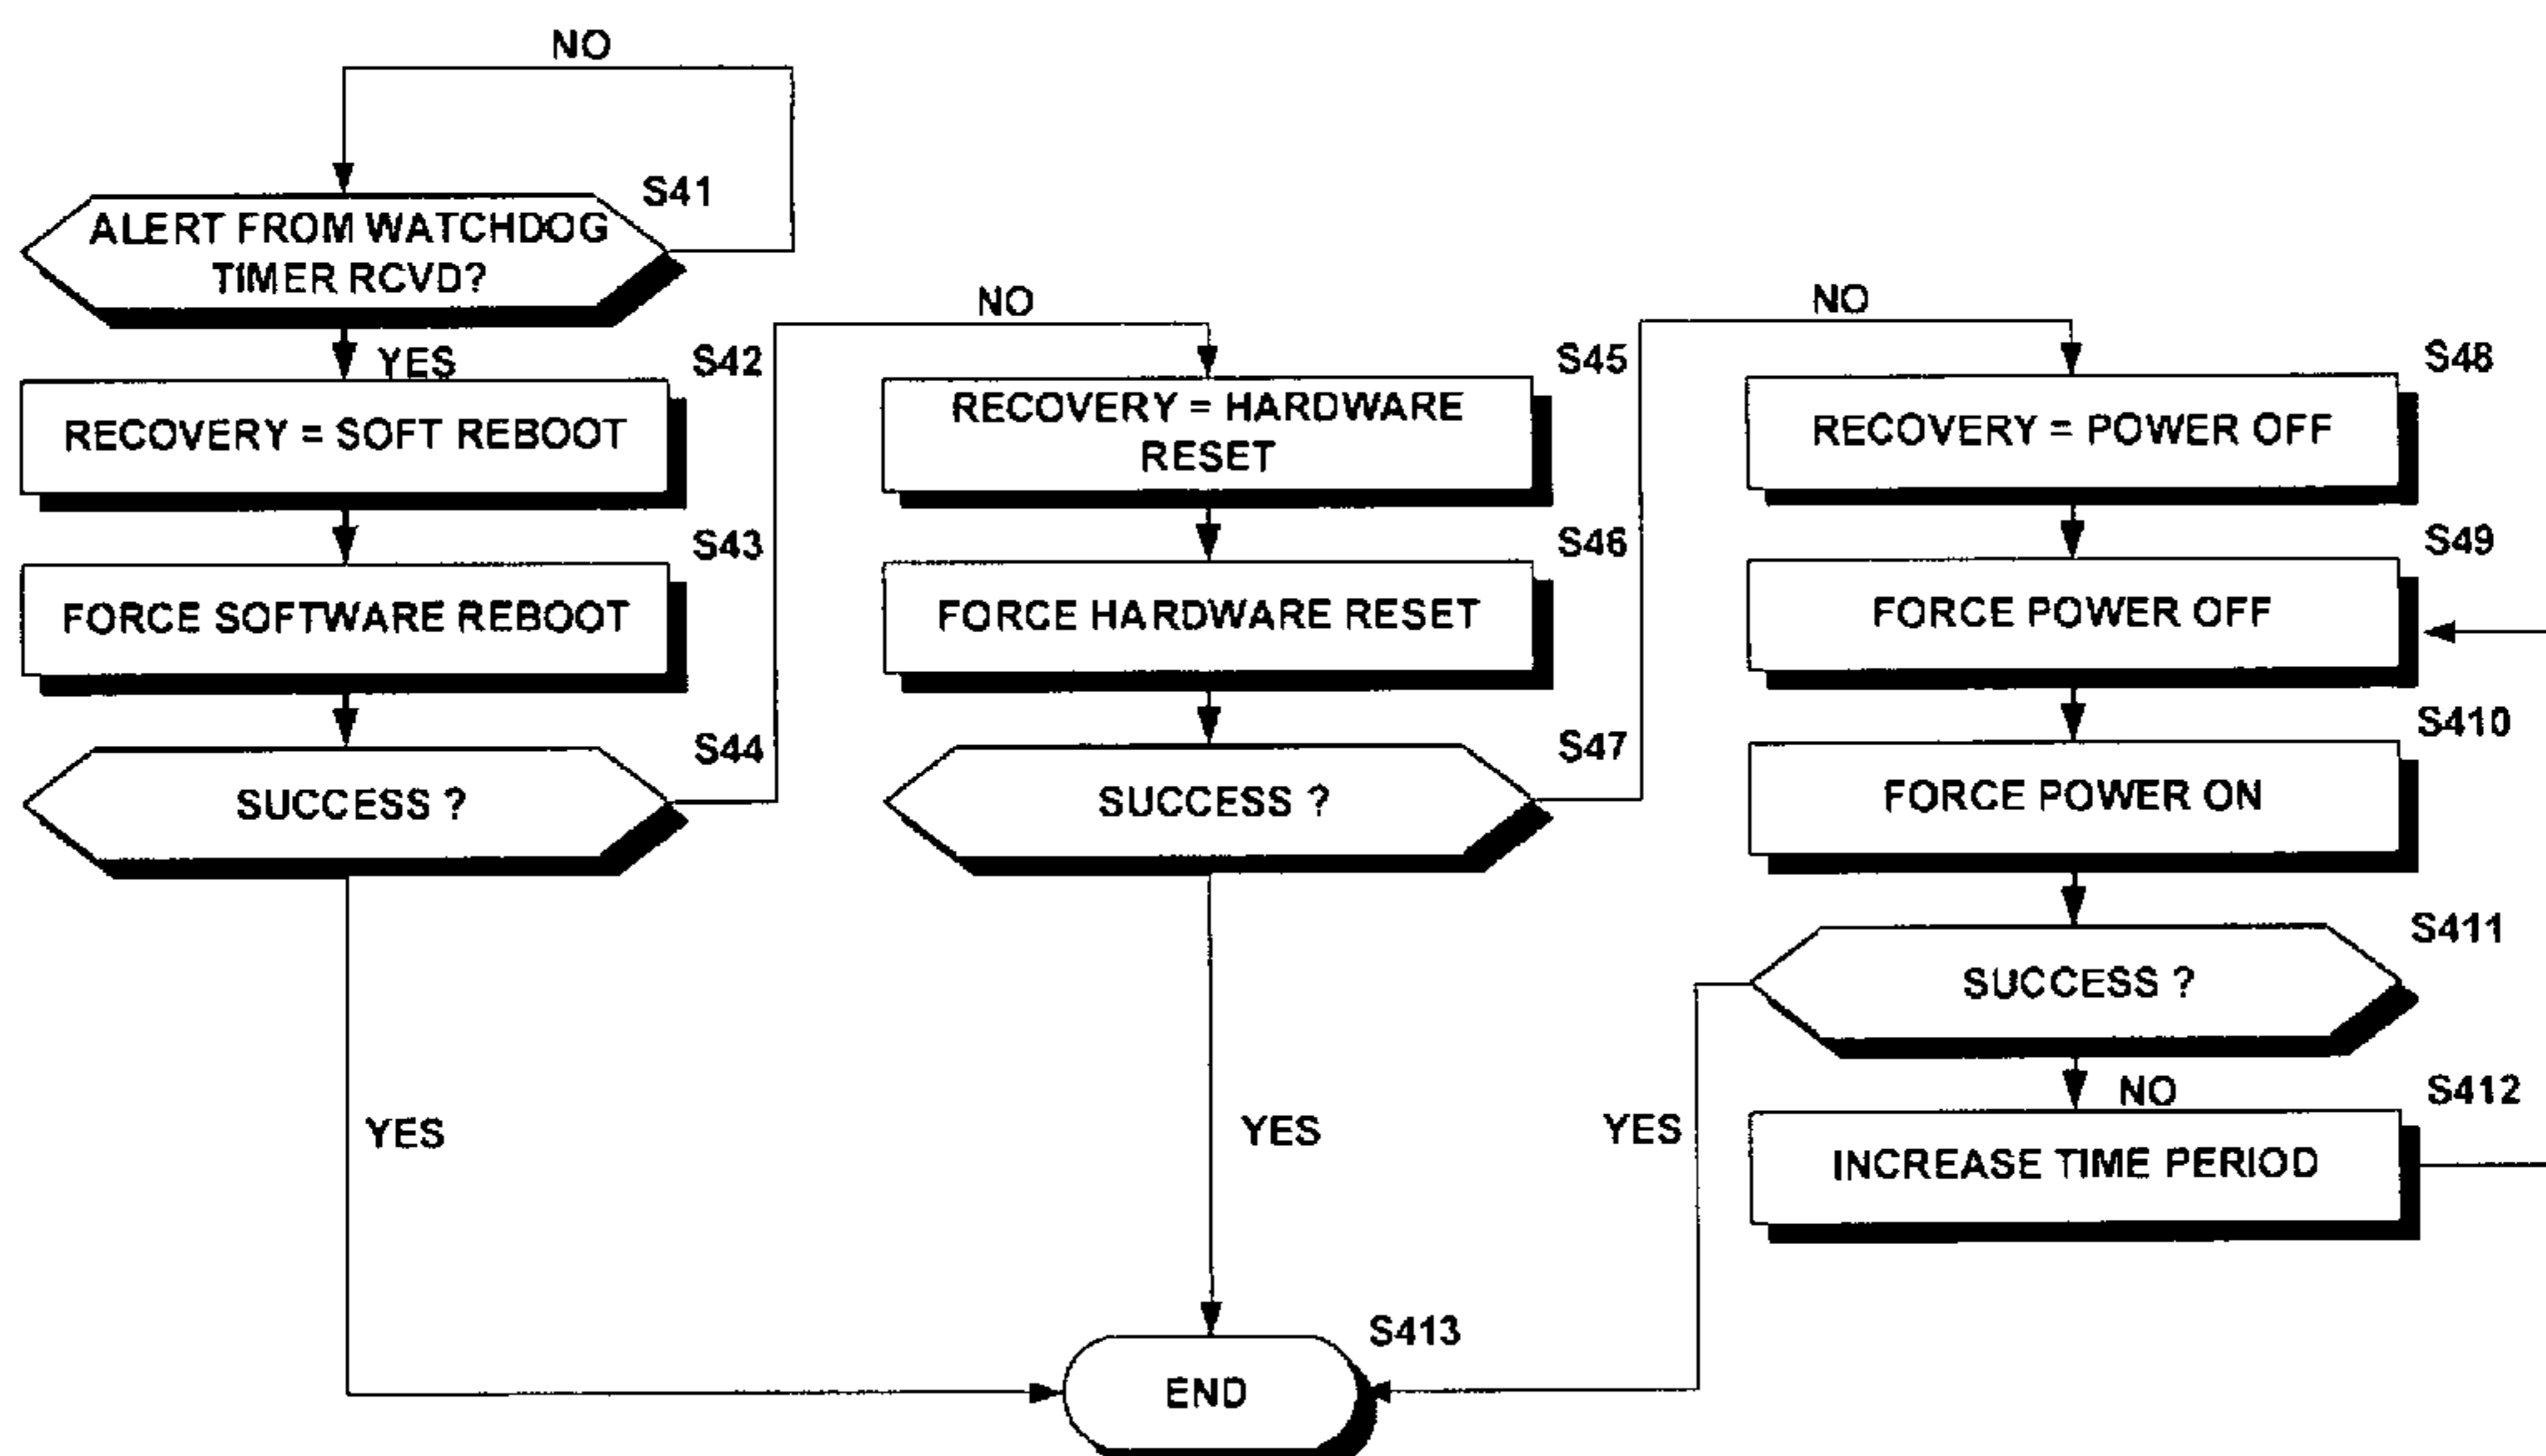 NO
S41
ALERT FROM WATCHDOG
TIMER RCVD?
YES
S42
RECOVERY = SOFT REBOOT
S43
FORCE SOFTWARE REBOOT
S44
SUCCESS ?
YES
NO
S45
RECOVERY = HARDWARE
RESET
S46
FORCE HARDWARE RESET
S47
SUCCESS ?
YES
NO
S48
RECOVERY = POWER OFF
S49
FORCE POWER OFF
S410
FORCE POWER ON
S411
SUCCESS ?
YES
NO
S412
INCREASE TIME PERIOD
S413
END